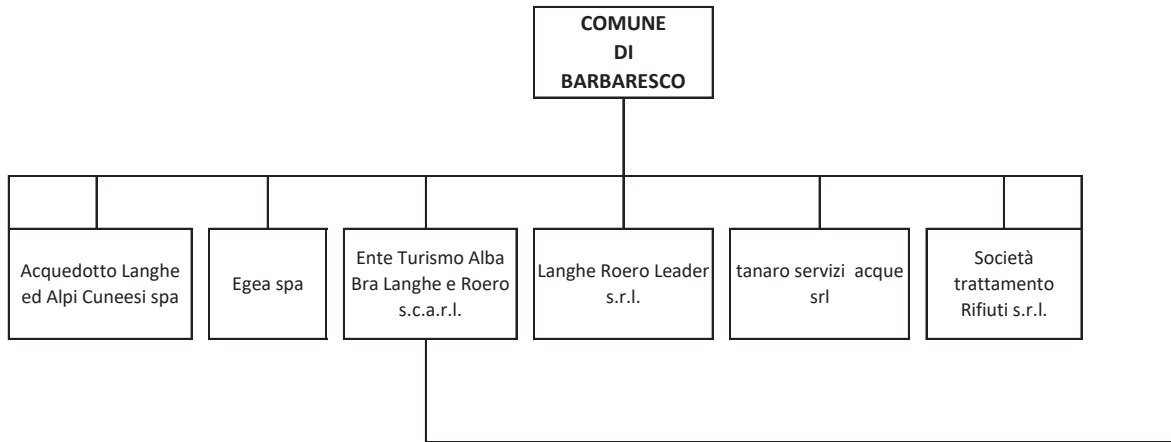 COMUNE
DI
BARBARESCO
Acquedotto Langhe
ed Alpi Cuneesi spa
Egea spa
Ente Turismo Alba
Bra Langhe e Roero
s.c.a.r.l.
Langhe Roero Leader
s.r.l.
tanaro servizi acque
srl
Società
trattamento
Rifiuti s.r.l.